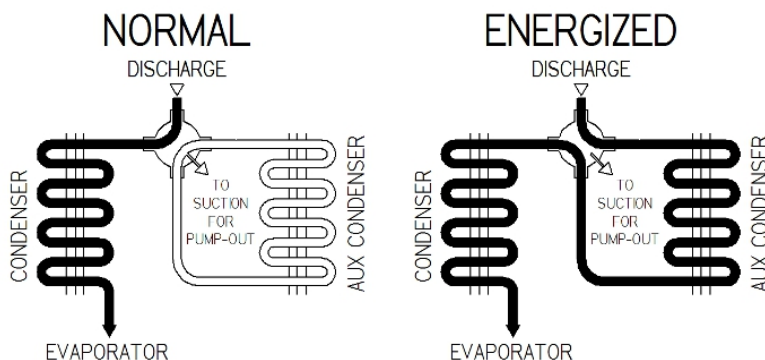 NORMAL
DISCHARGE
CONDENSER
TO
SUCTION
FOR
PUMP-OUT
AUX CONDENSER
EVAPORATOR
ENERGIZED
DISCHARGE
CONDENSER
TO
SUCTION
FOR
PUMP-OUT
AUX CONDENSER
EVAPORATOR